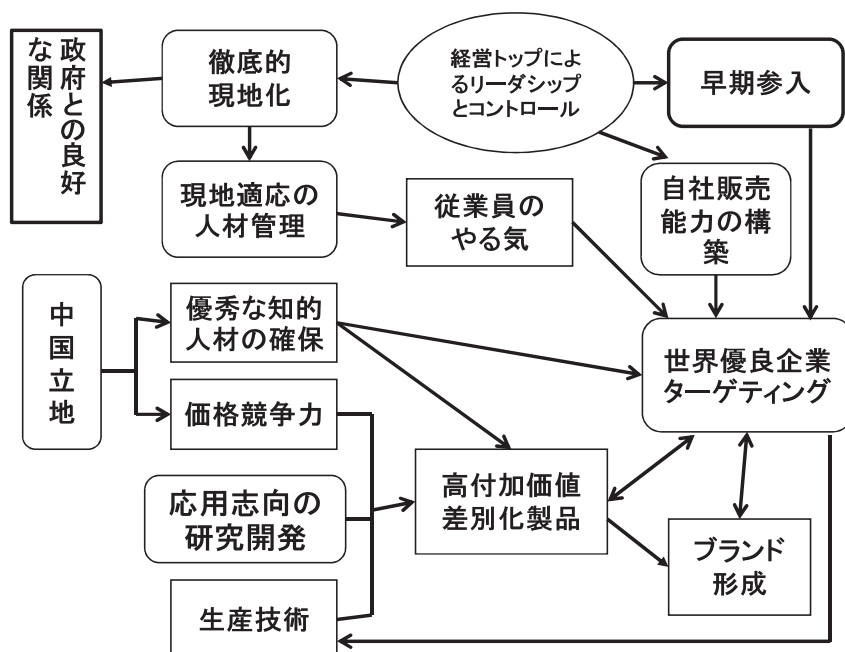 政府との良好
な関係
徹底的
現地化
経営トップによ
るリーダシップ
とコントロール
早期参入
現地適応の
人材管理
従業員の
やる気
自社販売
能力の構
築
中国立地
優秀な知的
人材の確保
世界優良企業
ターゲティング
価格競争力
高付加価値
差別化製品
応用志向の
研究開発
ブランド
形成
生産技術